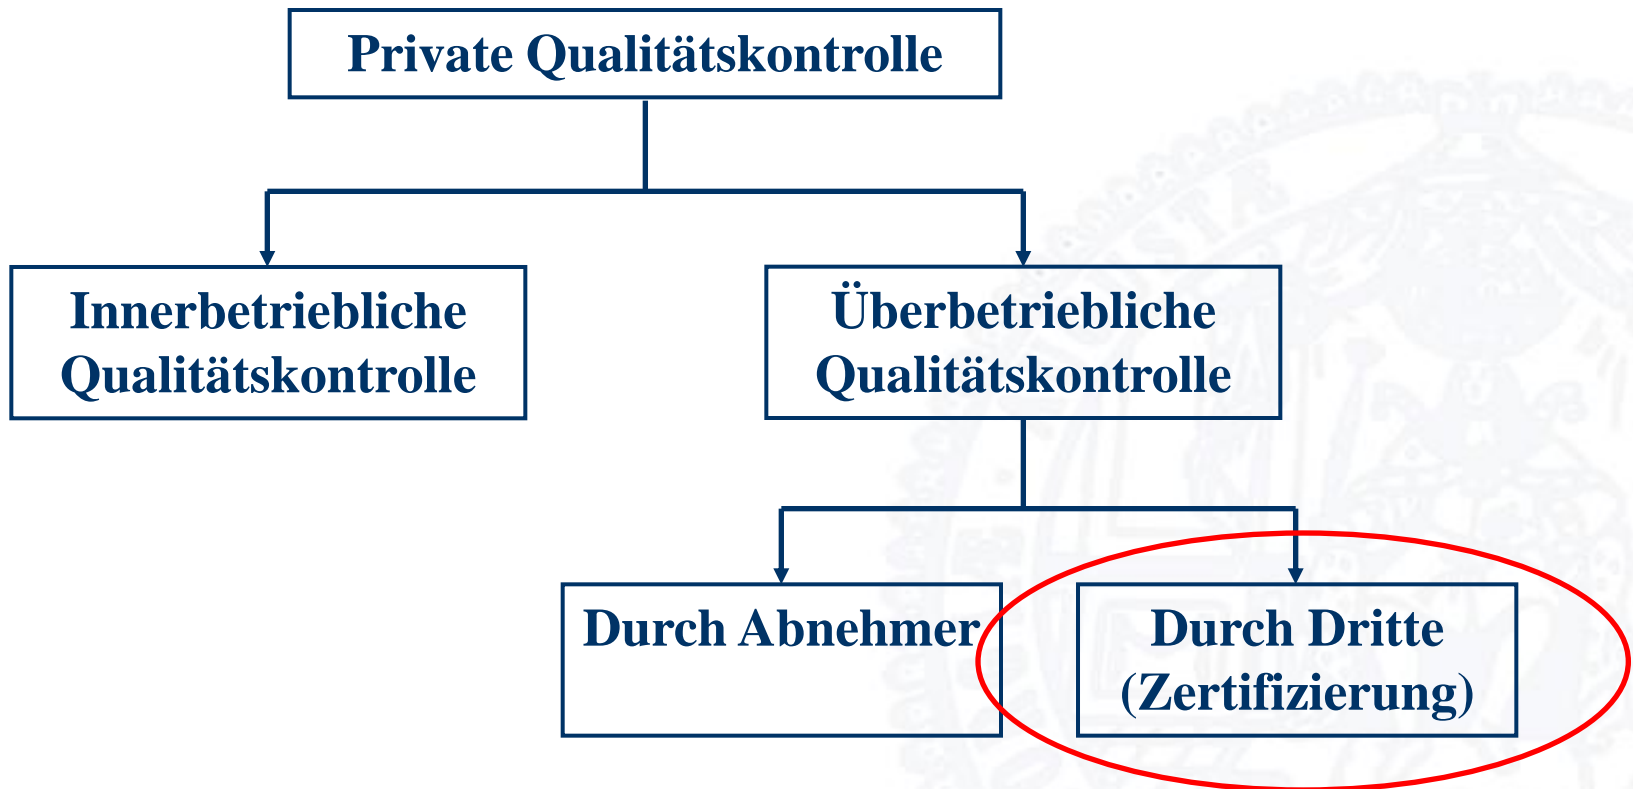 Private Qualitätskontrolle
Innerbetriebliche
Qualitätskontrolle
Überbetriebliche
Qualitätskontrolle
Durch Abnehmer
Durch Dritte
(Zertifizierung)